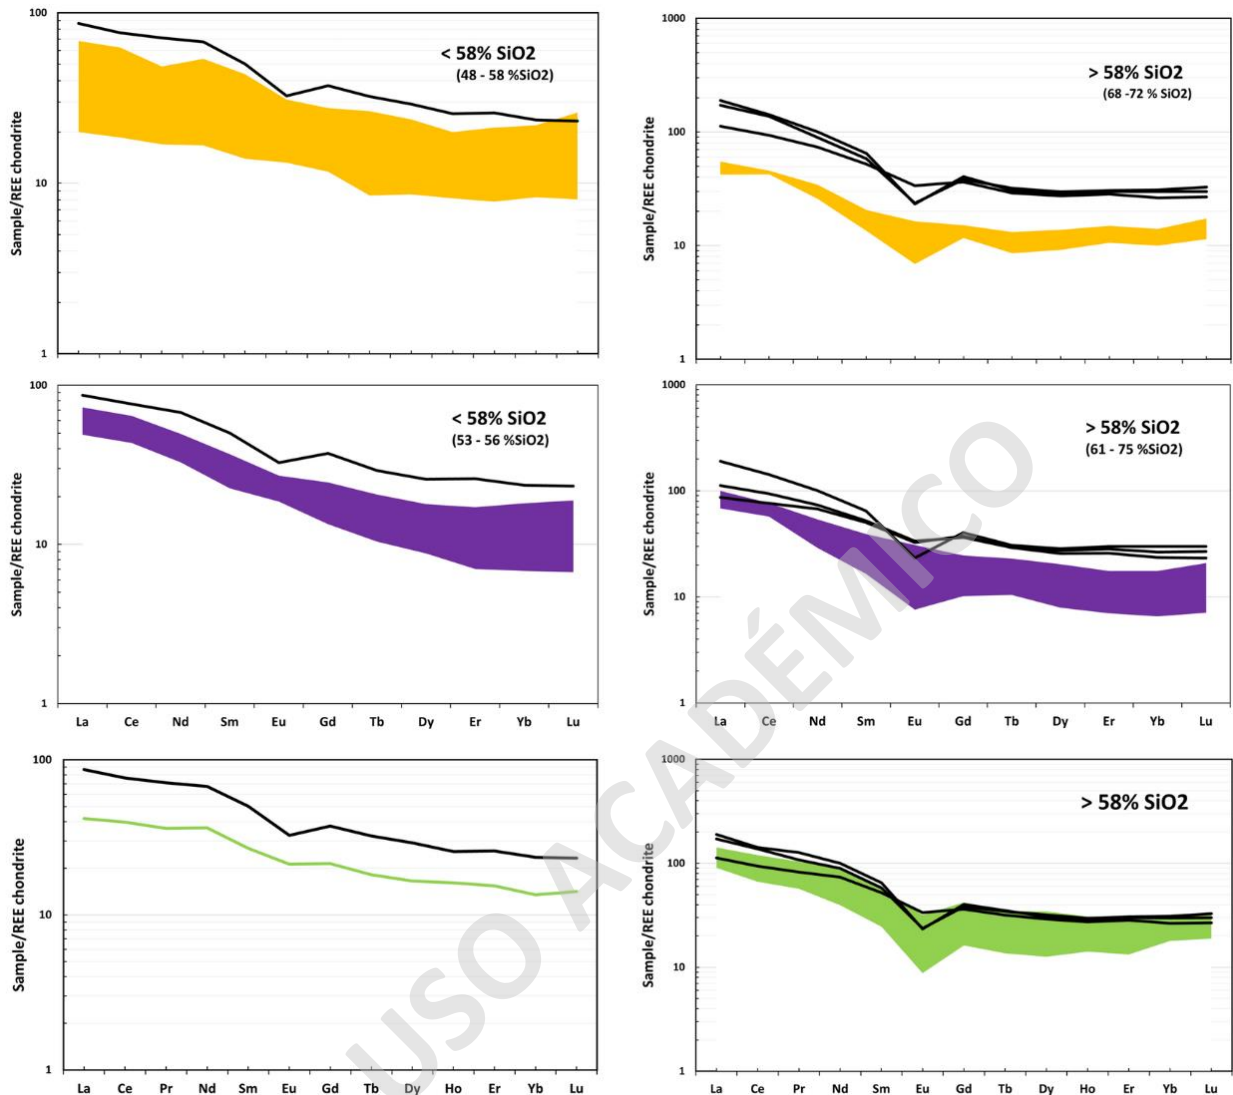 100
10
1
Sample/REE chondrite
< 58% SiO2
(48 - 58 %SiO2)
1000
100
10
1
Sample/REE chondrite
> 58% SiO2
(68 -72 % SiO2)
100
10
1
Sample/REE chondrite
< 58% SiO2
(53 - 56 %SiO2)
La Ce Nd Sm Eu Gd Tb Dy Er Yb Lu
1000
100
10
1
Sample/REE chondrite
> 58% SiO2
(61 - 75 %SiO2)
La Ce Nd Sm Eu Gd Tb Dy Er Yb Lu
100
10
1
Sample/REE chondrite
La Ce Pr Nd Sm Eu Gd Tb Dy Ho Er Yb Lu
1000
100
10
1
Sample/REE chondrite
> 58% SiO2
La Ce Pr Nd Sm Eu Gd Tb Dy Ho Er Yb Lu
USO ACADÉMICO